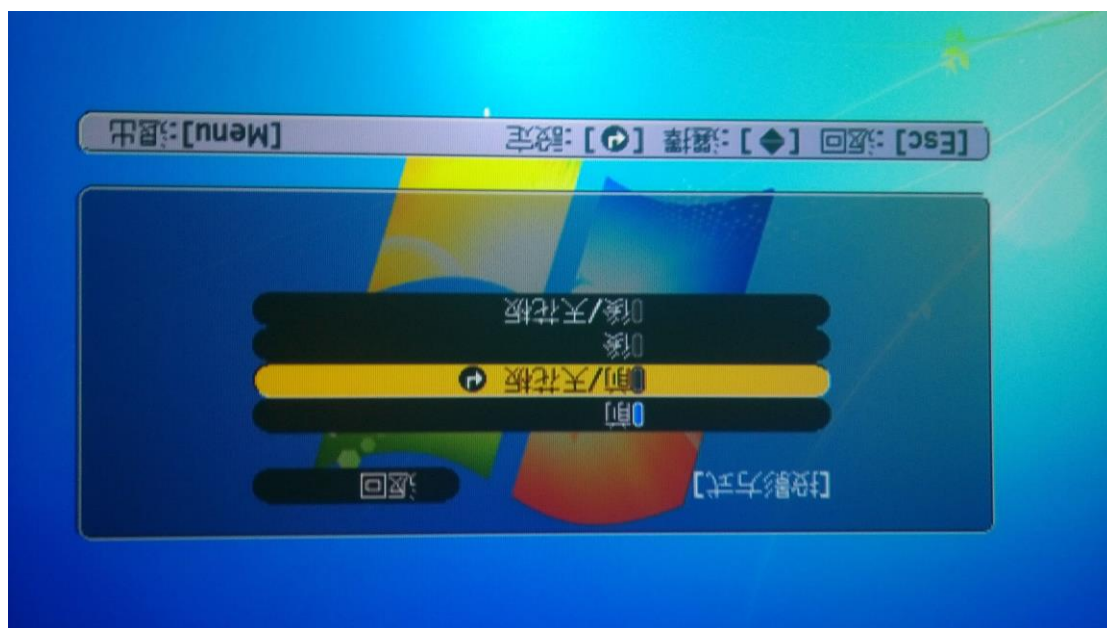 [投影方式] 返回
前
前/天花板
後
後/天花板
[Esc] :返回 [◆] :選擇 [↵] :設定 [Menu]:退出